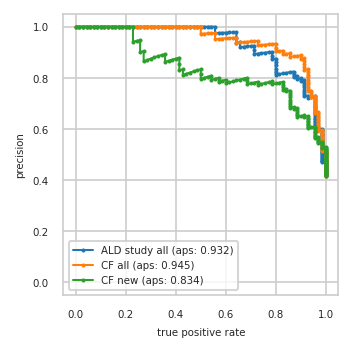 1.0
0.8
0.6
0.4
0.2
0.0
precision
ALD study all (aps: 0.932)
CF all (aps: 0.945)
CF new (aps: 0.834)
0.0 0.2 0.4 0.6 0.8 1.0
true positive rate